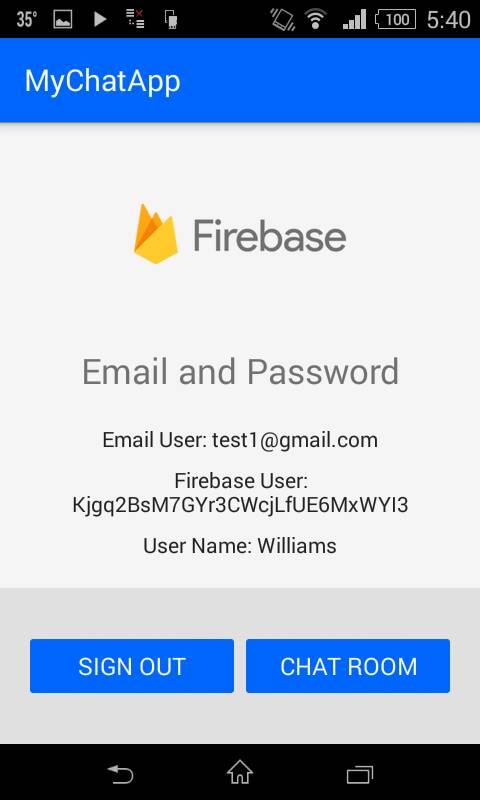 35° 100 5:40
MyChatApp
Firebase
Email and Password
Email User: test1@gmail.com
Firebase User:
Kjgq2BsM7GYr3CWcjLfUE6MxWYI3
User Name: Williams
SIGN OUT CHAT ROOM